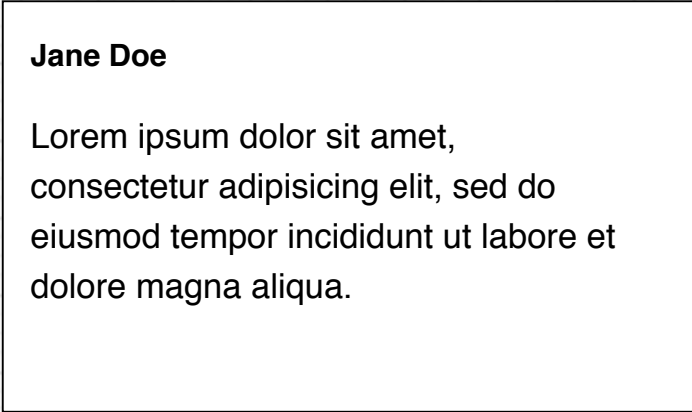 Jane Doe
Lorem ipsum dolor sit amet,
consectetur adipisicing elit, sed do
eiusmod tempor incididunt ut labore et
dolore magna aliqua.